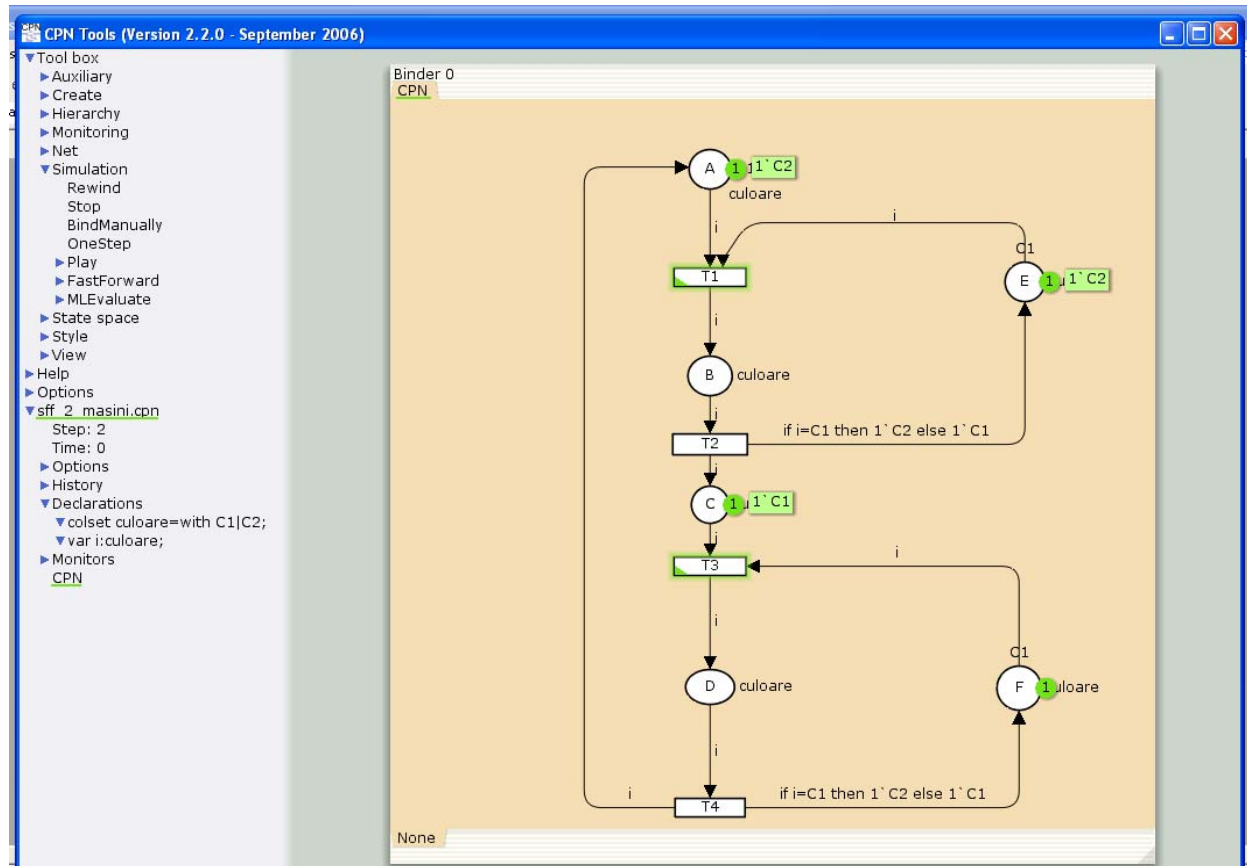 CPN Tools (Version 2.2.0 - September 2006)
Tool box
Auxiliary
Create
Hierarchy
Monitoring
Net
Simulation
Rewind
Stop
BindManually
OneStep
Play
FastForward
MLEvaluate
State space
Style
View
Help
Options
sff_2_masini.cpn
Step: 2
Time: 0
Options
History
Declarations
colset culoare=with C1|C2;
var i:culoare;
Monitors
CPN
Binder 0
CPN
A
1
1`C2
culoare
i
i
C1
T1
E
1
1`C2
i
B
culoare
i
if i=C1 then 1`C2 else 1`C1
T2
i
C
1
1`C1
i
i
T3
i
C1
D
culoare
F
1
i
i
if i=C1 then 1`C2 else 1`C1
T4
None